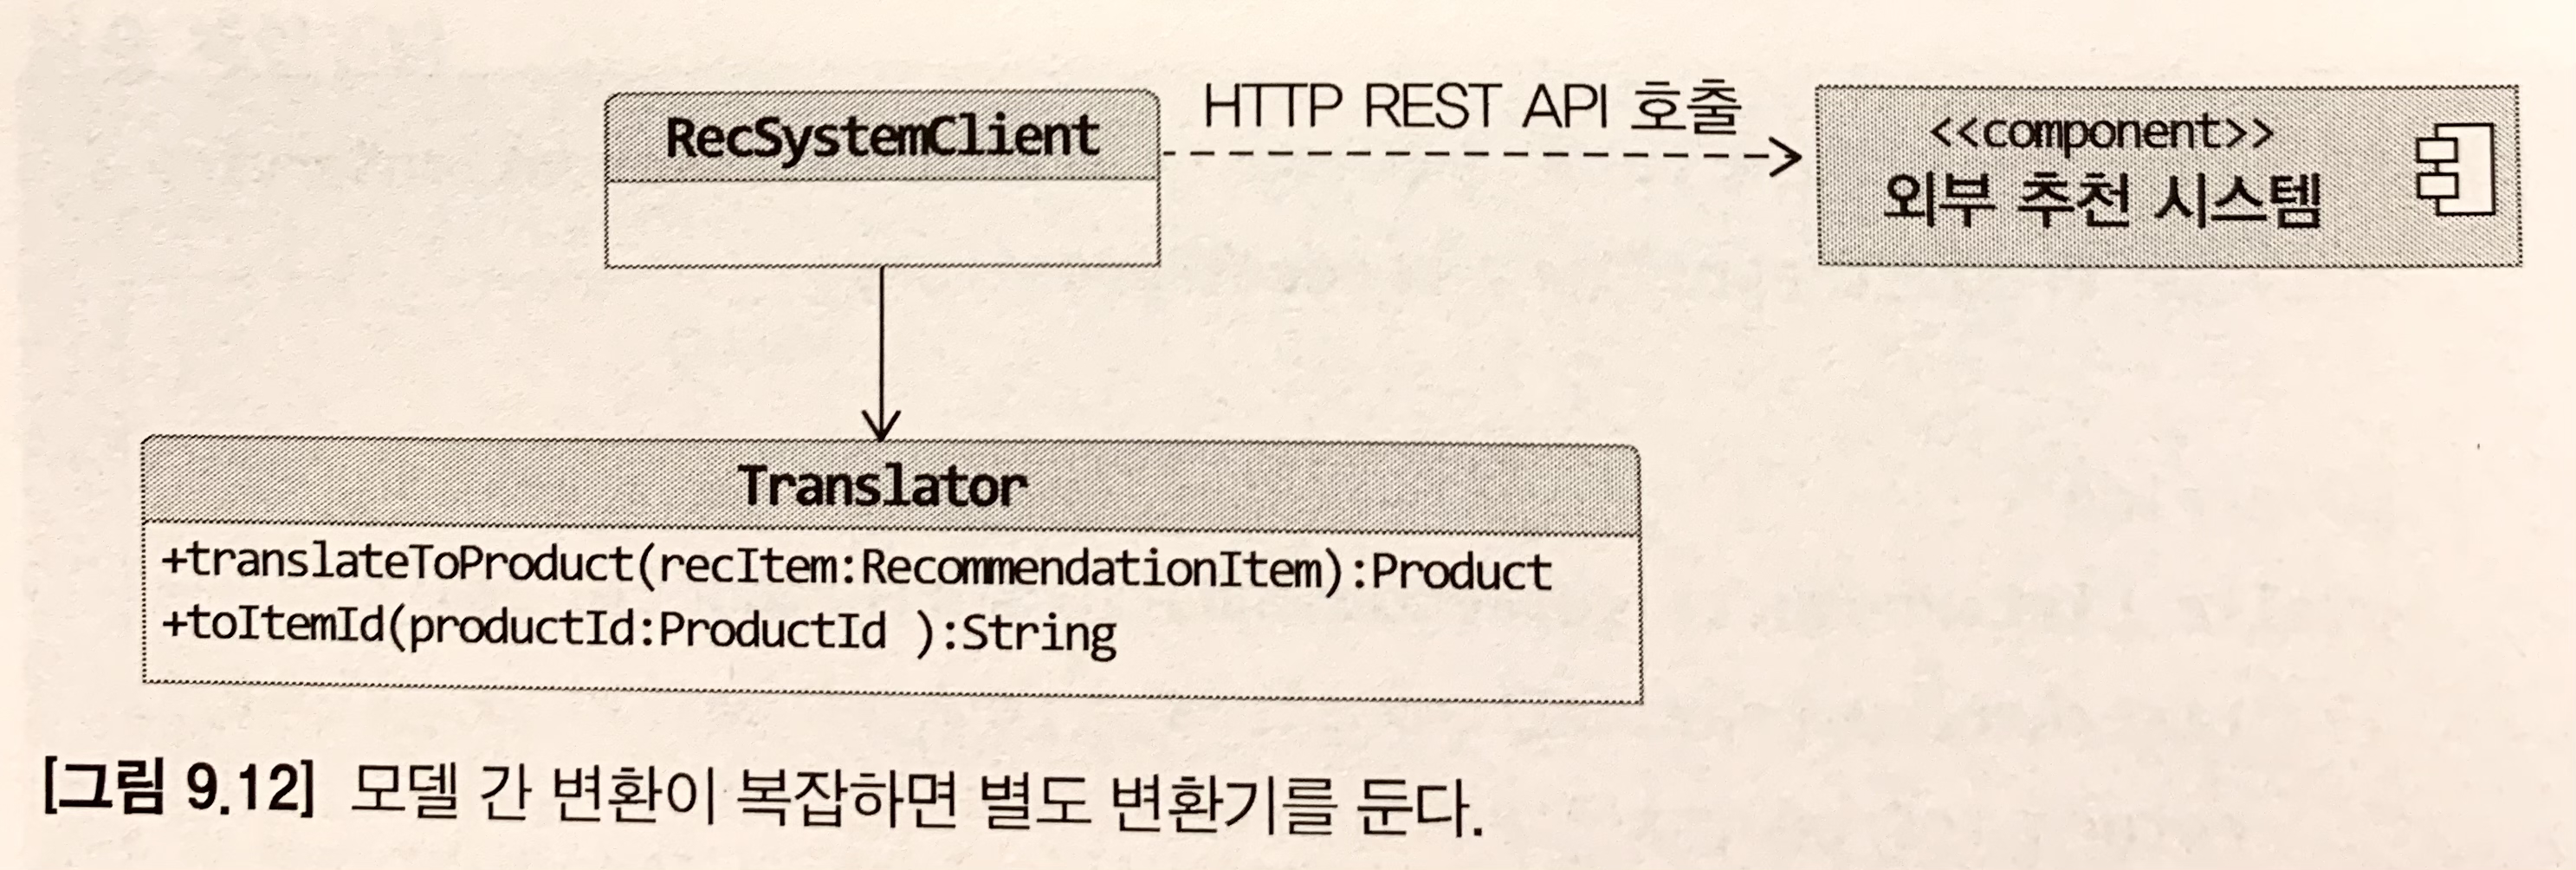 RecSystemClient
HTTP REST API 호출
<<component>>
외부 추천 시스템
Translator
+translateToProduct(recItem:RecommendationItem):Product
+toItemId(productId:ProductId ):String
[그림 9.12] 모델 간 변환이 복잡하면 별도 변환기를 둔다.